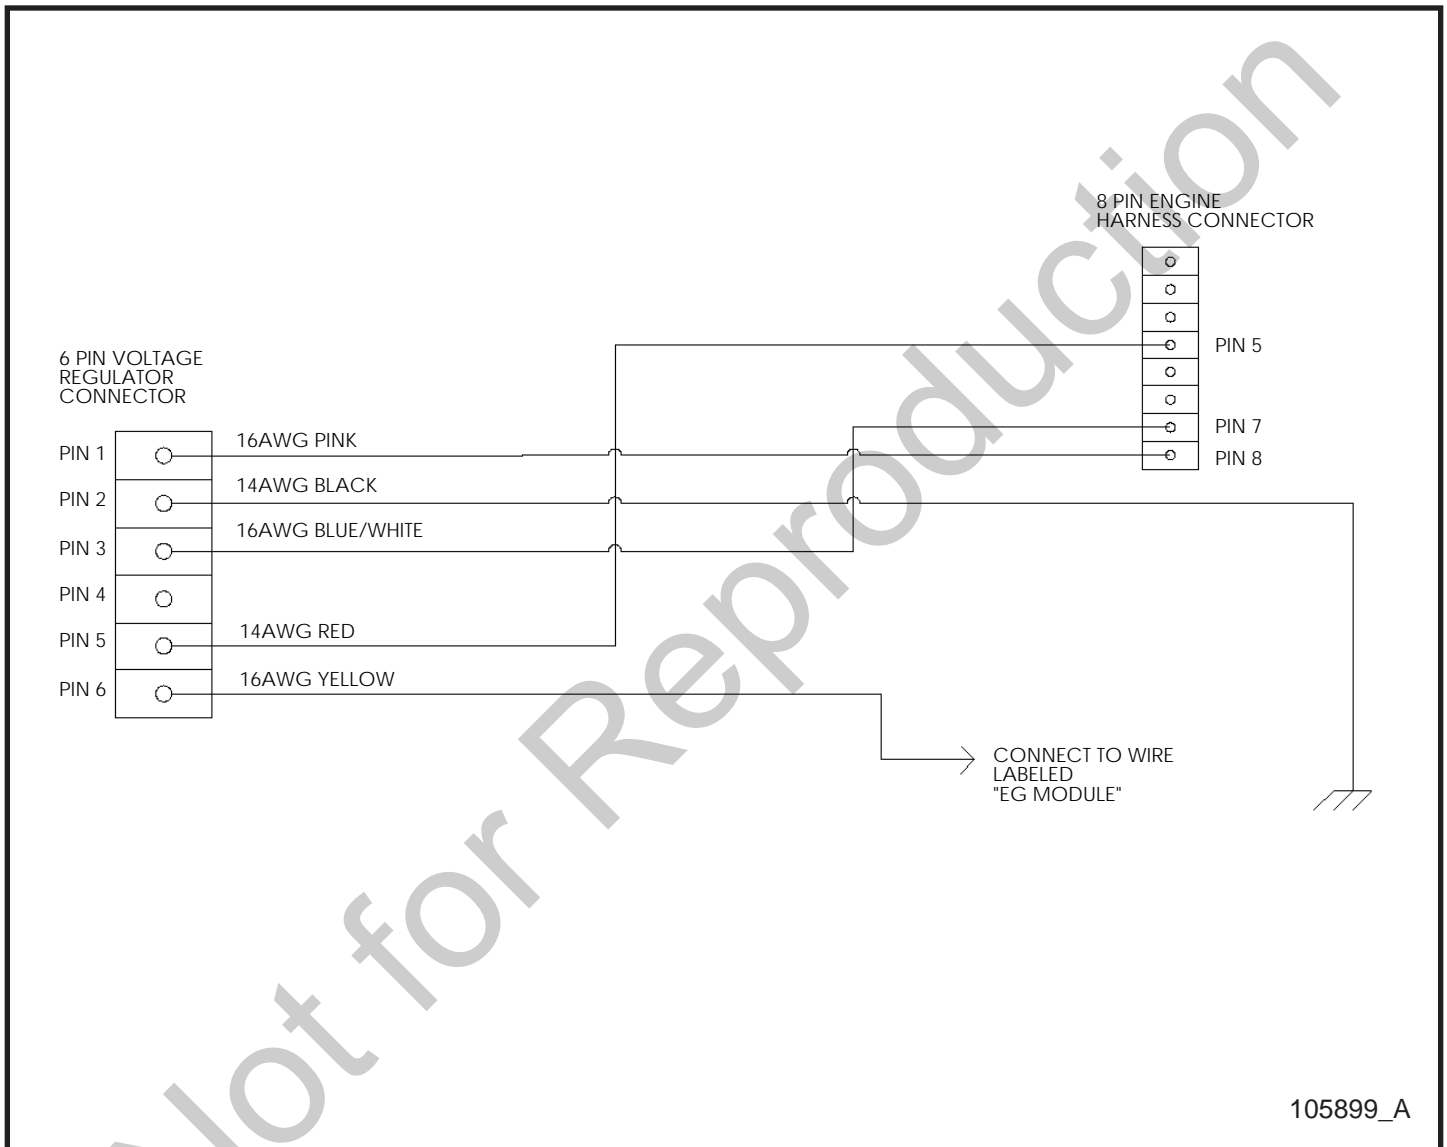 8 PIN ENGINE
HARNESS CONNECTOR
PIN 5
PIN 7
PIN 8
6 PIN VOLTAGE
REGULATOR
CONNECTOR
PIN 1
16AWG PINK
PIN 2
14AWG BLACK
PIN 3
16AWG BLUE/WHITE
PIN 4
PIN 5
14AWG RED
PIN 6
16AWG YELLOW
CONNECT TO WIRE
LABELED
"EG MODULE"
105899_A
Not for Reproduction